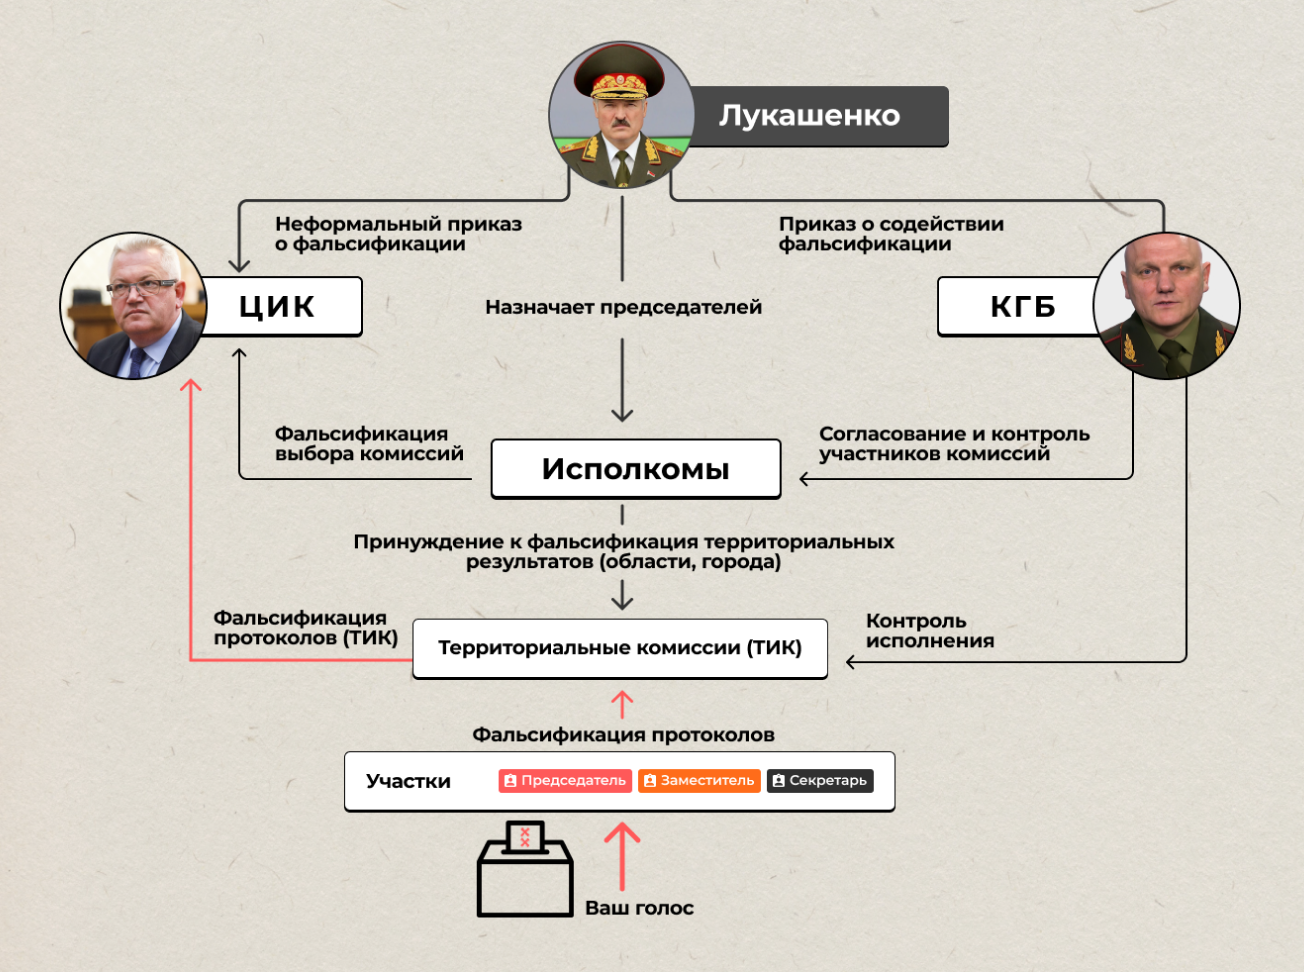 Лукашенко
Неформальный приказ
о фальсификации
Приказ о содействии
фальсификации
ЦИК
Назначает председателей
КГБ
Фальсификация
выбора комиссий
Исполкомы
Согласование и контроль
участников комиссий
Принуждение к фальсификация территориальных
результатов (области, города)
Фальсификация
протоколов (ТИК)
Территориальные комиссии (ТИК)
Контроль
исполнения
Фальсификация протоколов
Участки Председатель Заместитель Секретарь
Ваш голос